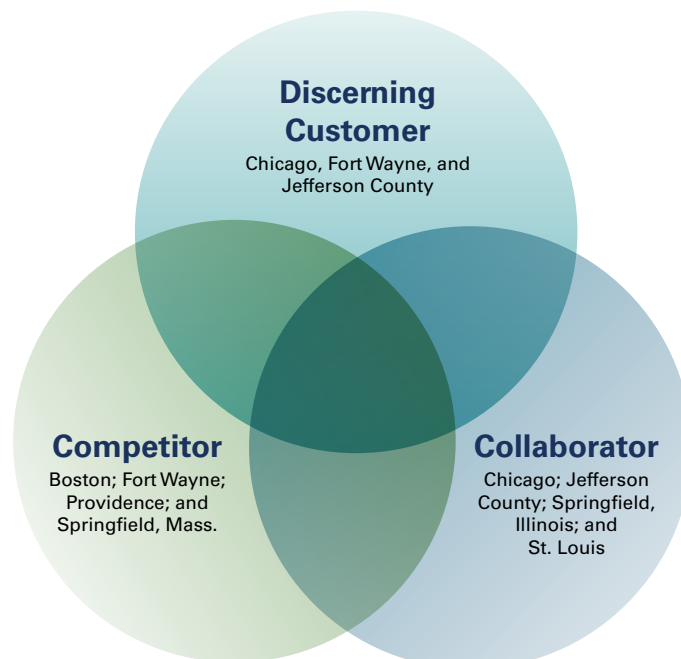 Discerning
Customer
Chicago, Fort Wayne, and
Jefferson County
Competitor
Boston; Fort Wayne;
Providence; and
Springfield, Mass.
Collaborator
Chicago; Jefferson
County; Springfield,
Illinois; and
St. Louis